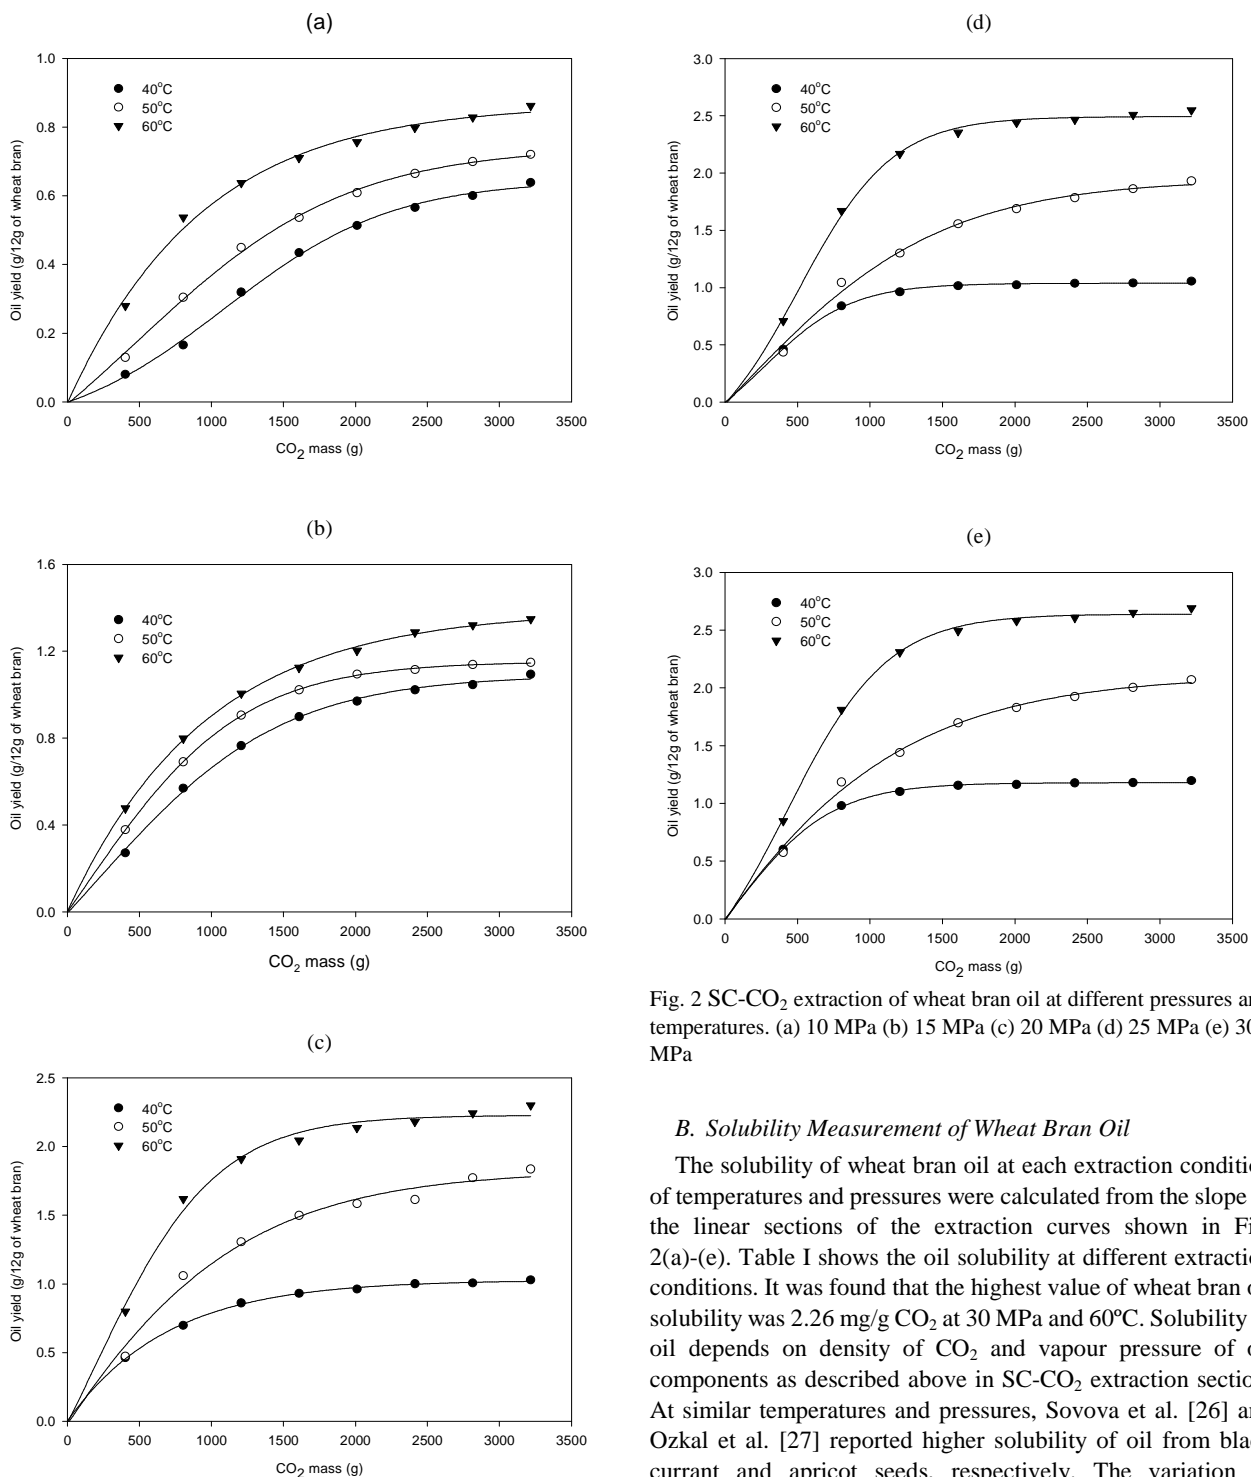 (a)
1.0
0.8
0.6
0.4
0.2
0.0
Oil yield (g/12g of wheat bran)
40°C
50°C
60°C
0 500 1000 1500 2000 2500 3000 3500
CO2 mass (g)
(b)
1.6
1.2
0.8
0.4
0.0
Oil yield (g/12g of wheat bran)
40°C
50°C
60°C
0 500 1000 1500 2000 2500 3000 3500
CO2 mass (g)
(c)
2.5
2.0
1.5
1.0
0.5
0.0
Oil yield (g/12g of wheat bran)
40°C
50°C
60°C
0 500 1000 1500 2000 2500 3000 3500
CO2 mass (g)
(d)
3.0
2.5
2.0
1.5
1.0
0.5
0.0
Oil yield (g/12g of wheat bran)
40°C
50°C
60°C
0 500 1000 1500 2000 2500 3000 3500
CO2 mass (g)
(e)
3.0
2.5
2.0
1.5
1.0
0.5
0.0
Oil yield (g/12g of wheat bran)
40°C
50°C
60°C
0 500 1000 1500 2000 2500 3000 3500
CO2 mass (g)
Fig. 2 SC-CO2 extraction of wheat bran oil at different pressures
temperatures. (a) 10 MPa (b) 15 MPa (c) 20 MPa (d) 25 MPa (e) 30
MPa
B. Solubility Measurement of Wheat Bran Oil
The solubility of wheat bran oil at each extraction
of temperatures and pressures were calculated from the slope
the linear sections of the extraction curves shown in
2(a)-(e). Table I shows the oil solubility at different
conditions. It was found that the highest value of wheat bran
solubility was 2.26 mg/g CO2 at 30 MPa and 60ºC. Solubility
oil depends on density of CO2 and vapour pressure of
components as described above in SC-CO2 extraction
At similar temperatures and pressures, Sovova et al. [26]
Ozkal et al. [27] reported higher solubility of oil from
currant and apricot seeds, respectively. The variation